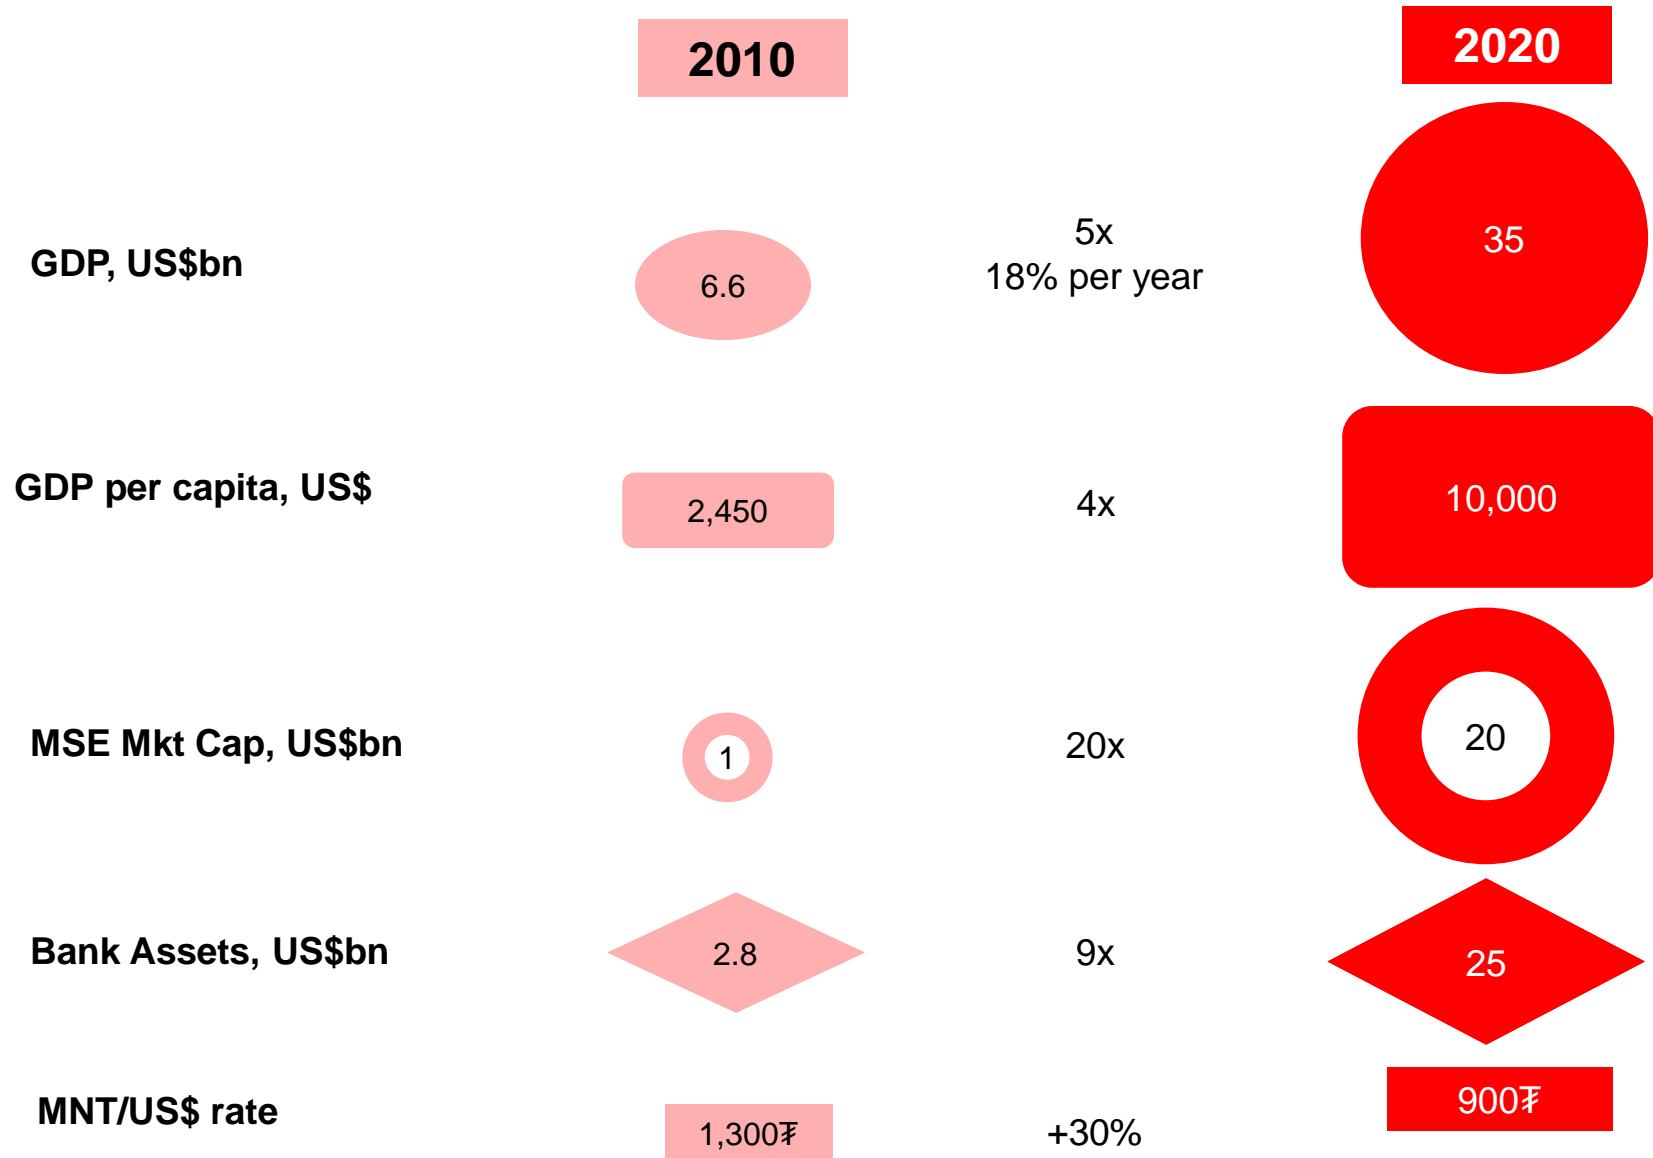 2010
2020
GDP, US$bn
6.6
5x
18% per year
35
GDP per capita, US$
2,450
4x
10,000
MSE Mkt Cap, US$bn
1
20x
20
Bank Assets, US$bn
2.8
9x
25
MNT/US$ rate
1,300₮
+30%
900₮